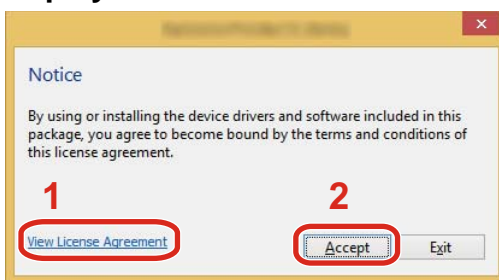 Notice
By using or installing the device drivers and software included in this
package, you agree to become bound by the terms and conditions of
this license agreement.
1 2
View License Agreement Accept Exit